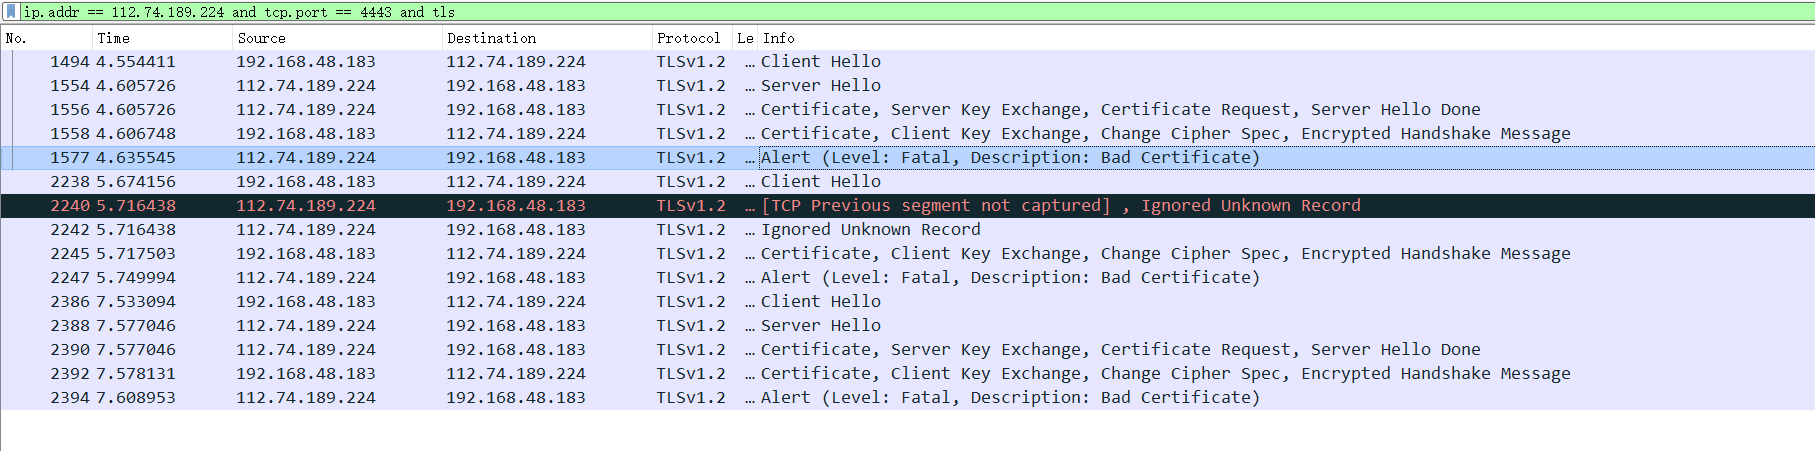 ip.addr == 112.74.189.224 and tcp.port == 4443 and tls
No. Time Source Destination Protocol Le Info
1494 4.554411 192.168.48.183 112.74.189.224 TLSv1.2 … Client Hello
1554 4.605726 112.74.189.224 192.168.48.183 TLSv1.2 … Server Hello
1556 4.605726 112.74.189.224 192.168.48.183 TLSv1.2 … Certificate, Server Key Exchange, Certificate Request, Server Hello Done
1558 4.606748 192.168.48.183 112.74.189.224 TLSv1.2 … Certificate, Client Key Exchange, Change Cipher Spec, Encrypted Handshake Message
1577 4.635545 112.74.189.224 192.168.48.183 TLSv1.2 … Alert (Level: Fatal, Description: Bad Certificate)
2238 5.674156 192.168.48.183 112.74.189.224 TLSv1.2 … Client Hello
2240 5.716438 112.74.189.224 192.168.48.183 TLSv1.2 … [TCP Previous segment not captured] , Ignored Unknown Record
2242 5.716438 112.74.189.224 192.168.48.183 TLSv1.2 … Ignored Unknown Record
2245 5.717503 192.168.48.183 112.74.189.224 TLSv1.2 … Certificate, Client Key Exchange, Change Cipher Spec, Encrypted Handshake Message
2247 5.749994 112.74.189.224 192.168.48.183 TLSv1.2 … Alert (Level: Fatal, Description: Bad Certificate)
2386 7.533094 192.168.48.183 112.74.189.224 TLSv1.2 … Client Hello
2388 7.577046 112.74.189.224 192.168.48.183 TLSv1.2 … Server Hello
2390 7.577046 112.74.189.224 192.168.48.183 TLSv1.2 … Certificate, Server Key Exchange, Certificate Request, Server Hello Done
2392 7.578131 192.168.48.183 112.74.189.224 TLSv1.2 … Certificate, Client Key Exchange, Change Cipher Spec, Encrypted Handshake Message
2394 7.608953 112.74.189.224 192.168.48.183 TLSv1.2 … Alert (Level: Fatal, Description: Bad Certificate)